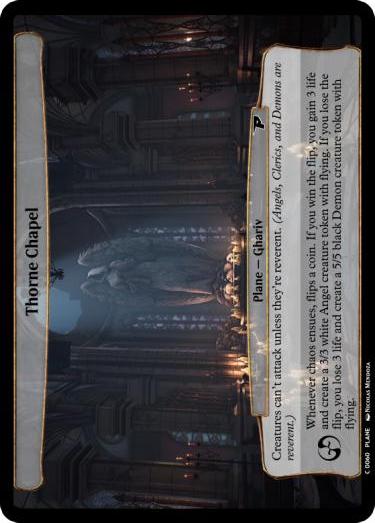 Thorne Chapel
Plane — Ghariv
Creatures can't attack unless they're reverent. (Angels, Clerics, and Demons are
reverent.)
Whenever chaos ensues, flips a coin. If you win the flip, you gain 3 life
and create a 3/3 white Angel creature token with flying. If you lose the
flip, you lose 3 life and create a 5/5 black Demon creature token with
flying.
C 0060 PLANE NICOLAS MENDOZA